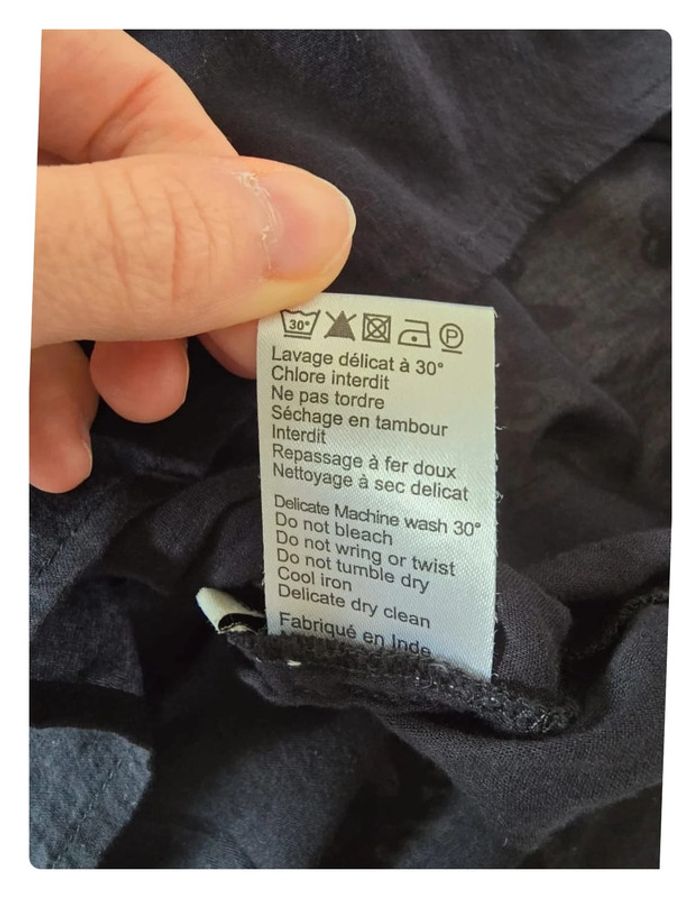 30°
P
Lavage délicat à 30°
Chlore interdit
Ne pas tordre
Séchage en tambour
Interdit
Repassage à fer doux
Nettoyage à sec delicat
Delicate Machine wash 30°
Do not bleach
Do not wring or twist
Do not tumble dry
Cool iron
Delicate dry clean
Fabriqué en Inde